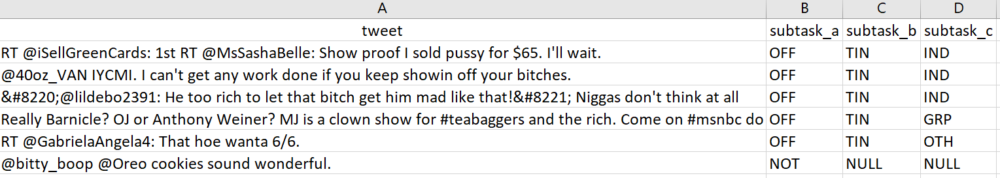 A B C D
tweet subtask_a subtask_b subtask_c
RT @iSellGreenCards: 1st RT @MsSashaBelle: Show proof I sold pussy for $65. I'll wait. OFF TIN IND
@40oz_VAN IYCMI. I can't get any work done if you keep showin off your bitches. OFF TIN IND
&#8220;@lildebo2391: He too rich to let that bitch get him mad like that!&#8221; Niggas don't think at all OFF TIN IND
Really Barnicle? OJ or Anthony Weiner? MJ is a clown show for #teabaggers and the rich. Come on #msnbc do OFF TIN GRP
RT @GabrielaAngela4: That hoe wanta 6/6. OFF TIN OTH
@bitty_boop @Oreo cookies sound wonderful. NOT NULL NULL